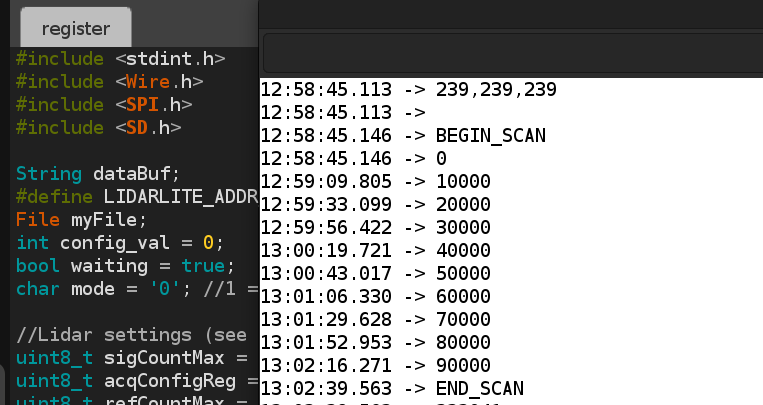 register
#include <stdint.h>
#include <Wire.h>
#include <SPI.h>
#include <SD.h>
String dataBuf;
#define LIDARLITE_ADDR
File myFile;
int config_val = 0;
bool waiting = true;
char mode = '0'; //1 =
//Lidar settings (see
uint8_t sigCountMax =
uint8_t acqConfigReg =
uint8_t refCountMax =
12:58:45.113 -> 239,239,239
12:58:45.113 ->
12:58:45.146 -> BEGIN_SCAN
12:58:45.146 -> 0
12:59:09.805 -> 10000
12:59:33.099 -> 20000
12:59:56.422 -> 30000
13:00:19.721 -> 40000
13:00:43.017 -> 50000
13:01:06.330 -> 60000
13:01:29.628 -> 70000
13:01:52.953 -> 80000
13:02:16.271 -> 90000
13:02:39.563 -> END_SCAN